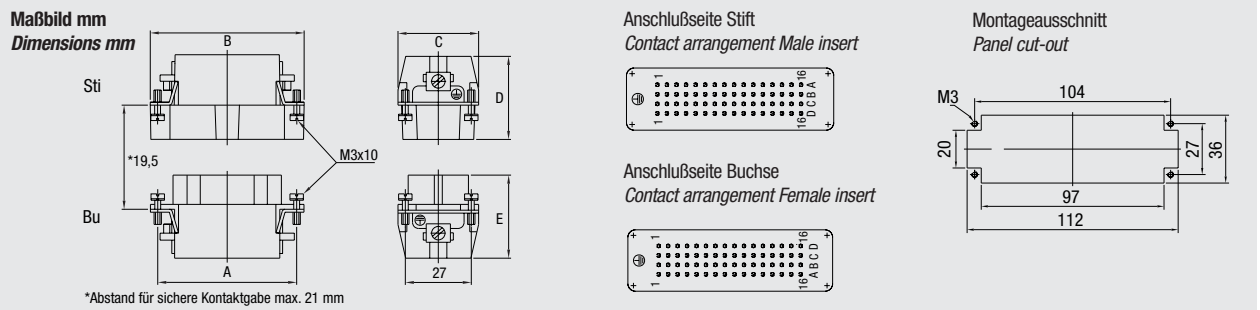 Maßbild mm
Dimensions mm
B
C
Sti
D
*19,5
M3x10
Bu
E
A
27
*Abstand für sichere Kontaktgabe max. 21 mm
Anschlußseite Stift
Contact arrangement Male insert
1
16
D C B A
1
16
Anschlußseite Buchse
Contact arrangement Female insert
1
16
A B C D
1
16
Montageausschnitt
Panel cut-out
M3
104
20
27
36
97
112